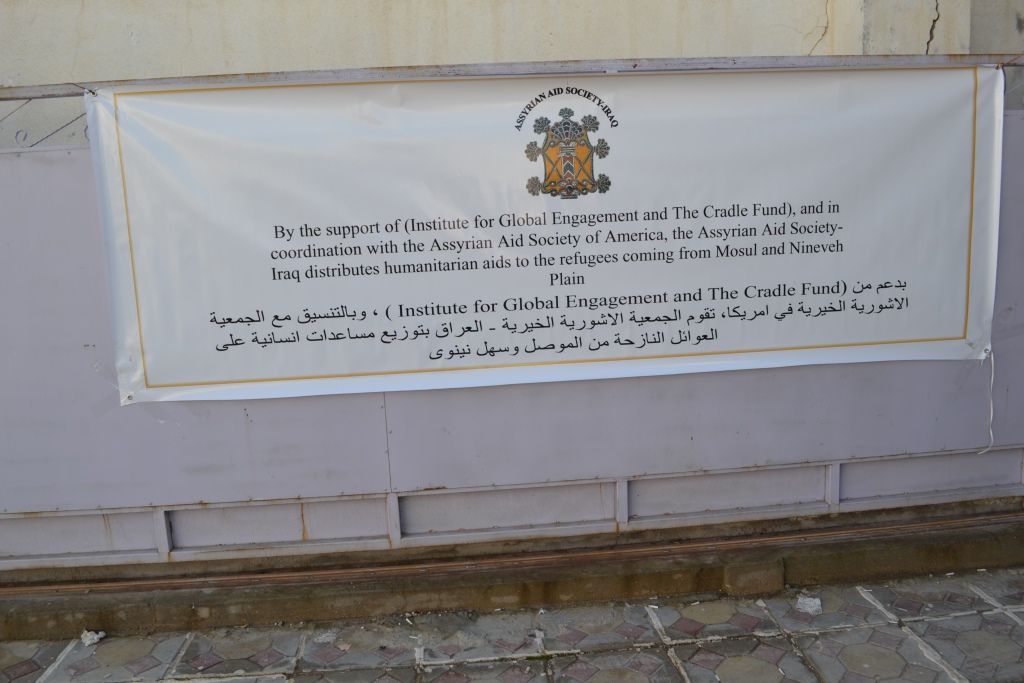 ASSYRIAN AID SOCIETY-IRAQ
By the support of (Institute for Global Engagement and The Cradle Fund), and in
coordination with the Assyrian Aid Society of America, the Assyrian Aid Society-
Iraq distributes humanitarian aids to the refugees coming from Mosul and Nineveh
Plain
بدعم من (Institute for Global Engagement and The Cradle Fund ) ، وبالتنسيق مع الجمعية
الاشورية الخيرية في امريكا، تقوم الجمعية الاشورية الخيرية - العراق بتوزيع مساعدات انسانية على
العوائل النازحة من الموصل وسهل نينوى